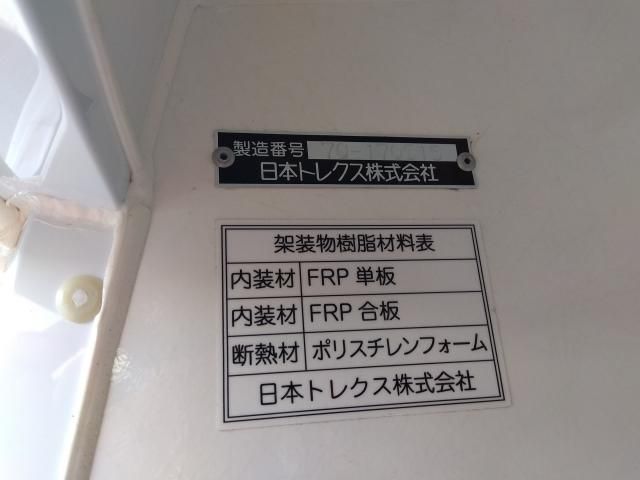 製造番号
日本トレクス株式会社
架装物樹脂材料表
内装材 FRP 単板
内装材 FRP 合板
断熱材 ポリスチレンフォーム
日本トレクス株式会社